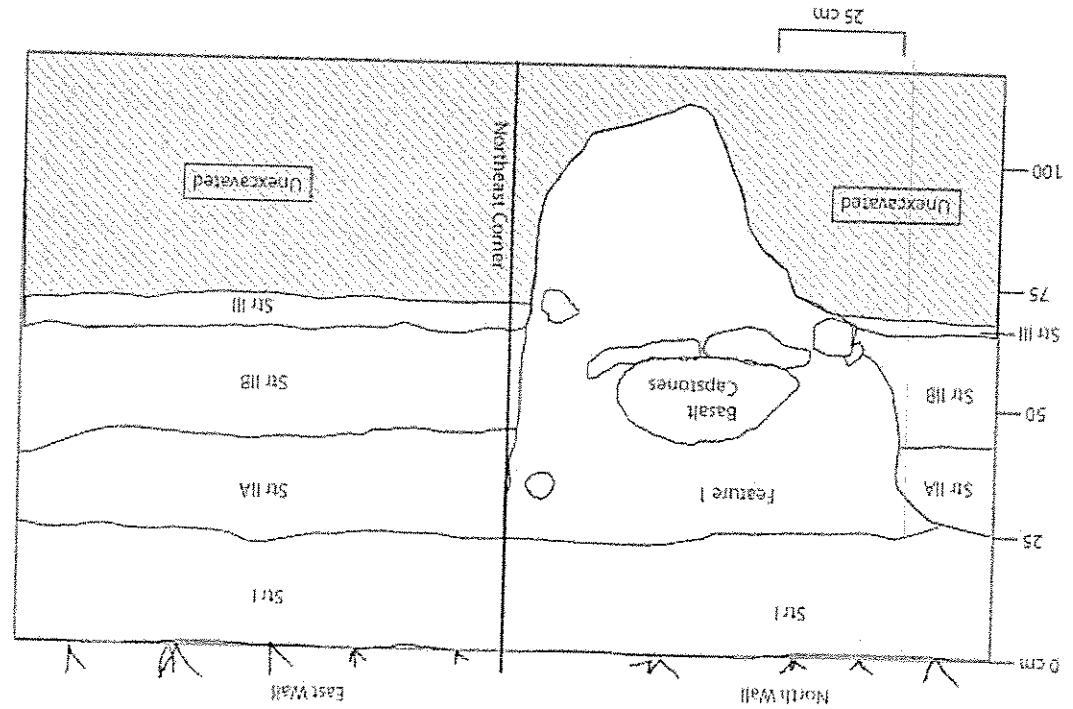 North Wall
East Wall
0 cm
25
50
75
100
Str I
Str I
Str IIA
Feature 1
Str IIA
Str IIB
Basalt
Capstones
Str IIB
Str III
Str III
Unexcavated
Unexcavated
Northeast Corner
25 cm